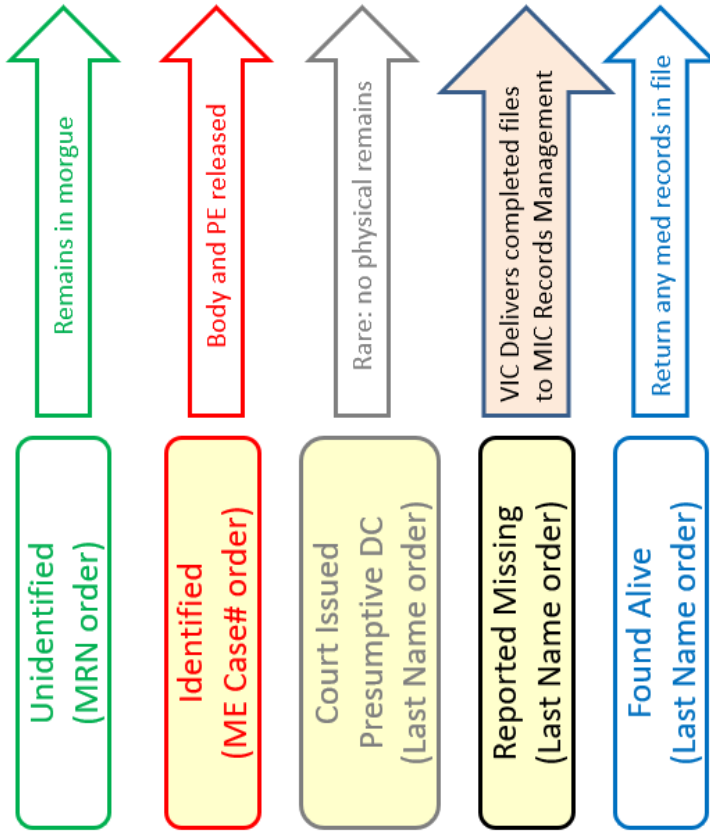 Unidentified
(MRN order)
Remains in morgue
Identified
(ME Case# order)
Body and PE released
Court Issued
Presumptive DC
(Last Name order)
Rare: no physical remains
Reported Missing
(Last Name order)
VIC Delivers completed files
to MIC Records Management
Found Alive
(Last Name order)
Return any med records in file